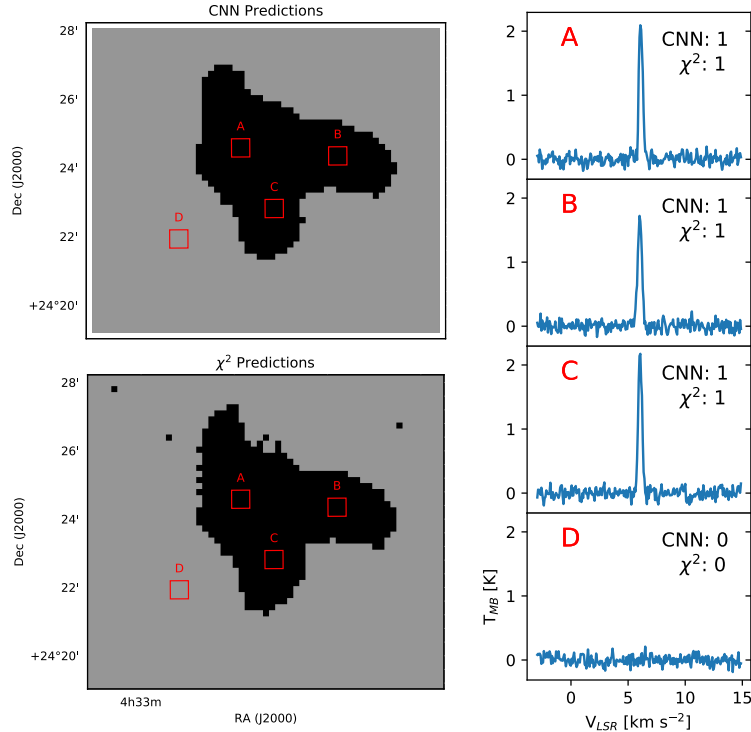 CNN Predictions
28'
26'
24'
22'
+24°20'
Dec (J2000)
A
B
C
D
χ² Predictions
28'
26'
24'
22'
+24°20'
Dec (J2000)
A
B
C
D
4h33m
RA (J2000)
A
CNN: 1
χ²: 1
2
1
0
B
CNN: 1
χ²: 1
2
1
0
C
CNN: 1
χ²: 1
2
1
0
D
CNN: 0
χ²: 0
2
1
0
T_MB [K]
0 5 10 15
V_LSR [km s⁻²]